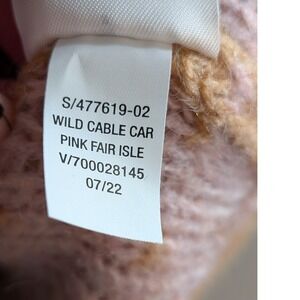 S/477619-02
WILD CABLE CAR
PINK FAIR ISLE
V/700028145
07/22